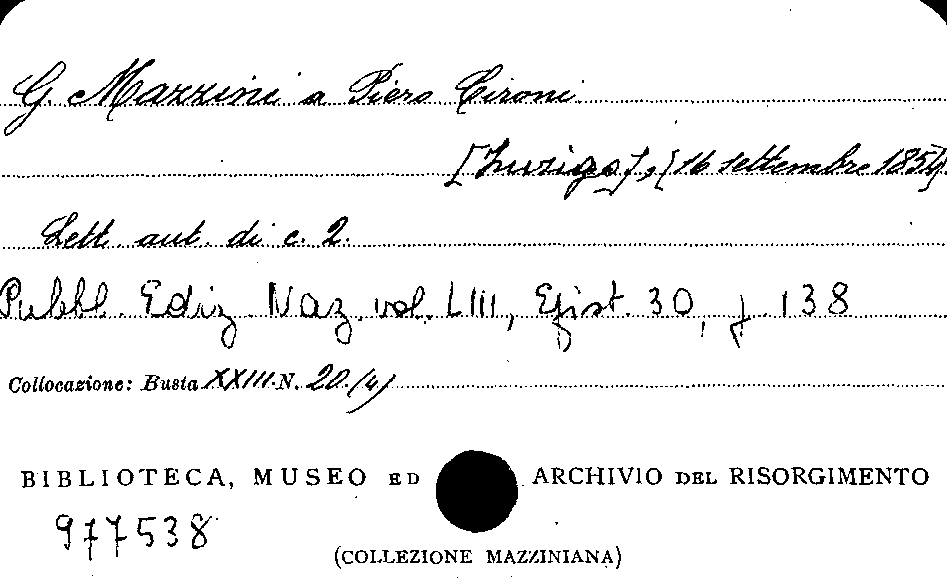 G. Mazzini a Piero Cironi
[Zurigo], [16 settembre 1854].
Lett. aut. di c. 2.
Pubbl. Ediz. Naz. vol. LIII, Epist. 30, p. 138
Collocazione: Busta XXIII N. 20.(4)
BIBLIOTECA, MUSEO ED ARCHIVIO DEL RISORGIMENTO
977538
(COLLEZIONE MAZZINIANA)